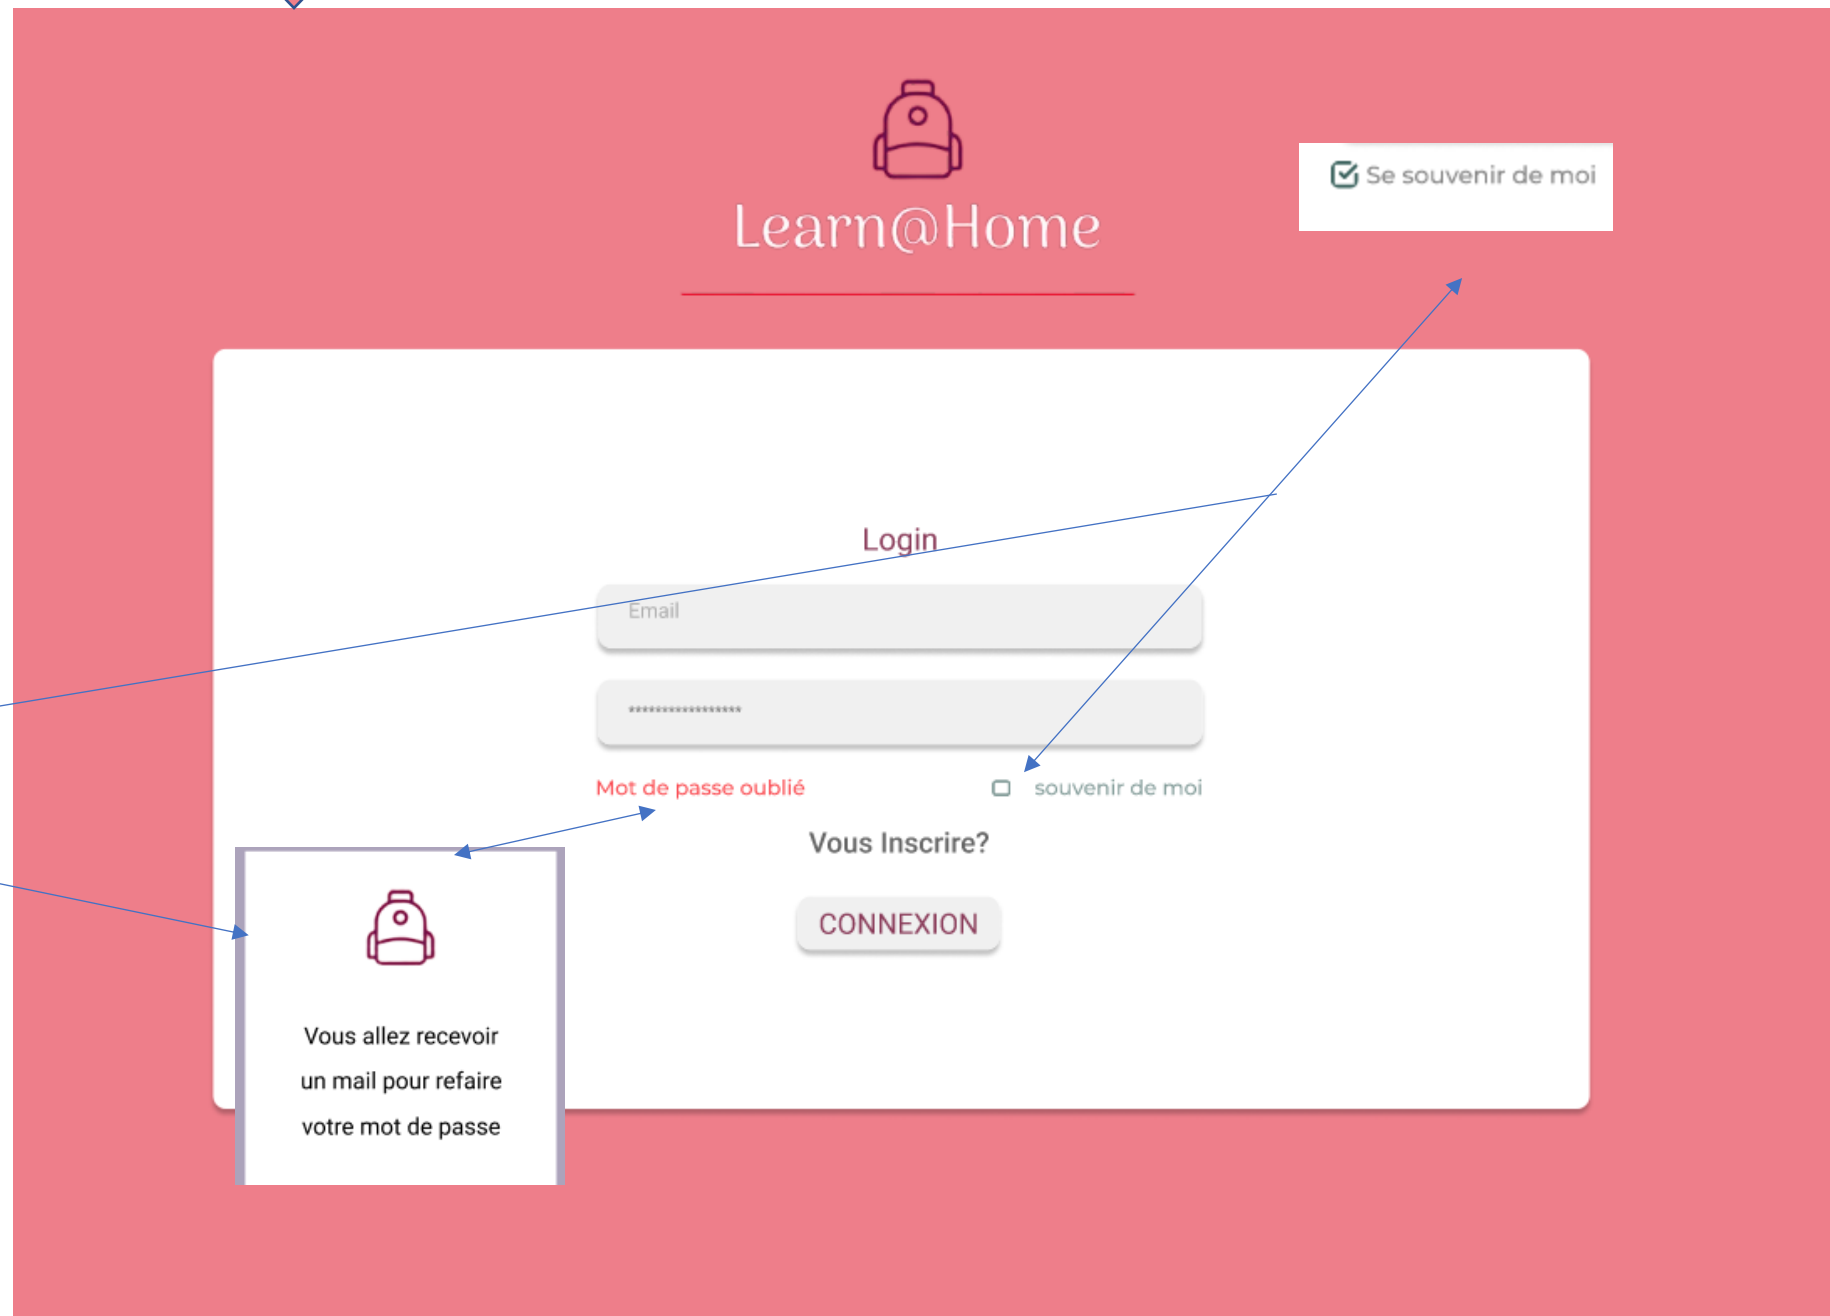 Learn@Home
Se souvenir de moi
Login
Email
*****************
Mot de passe oublié
souvenir de moi
Vous Inscrire?
CONNEXION
Vous allez recevoir
un mail pour refaire
votre mot de passe